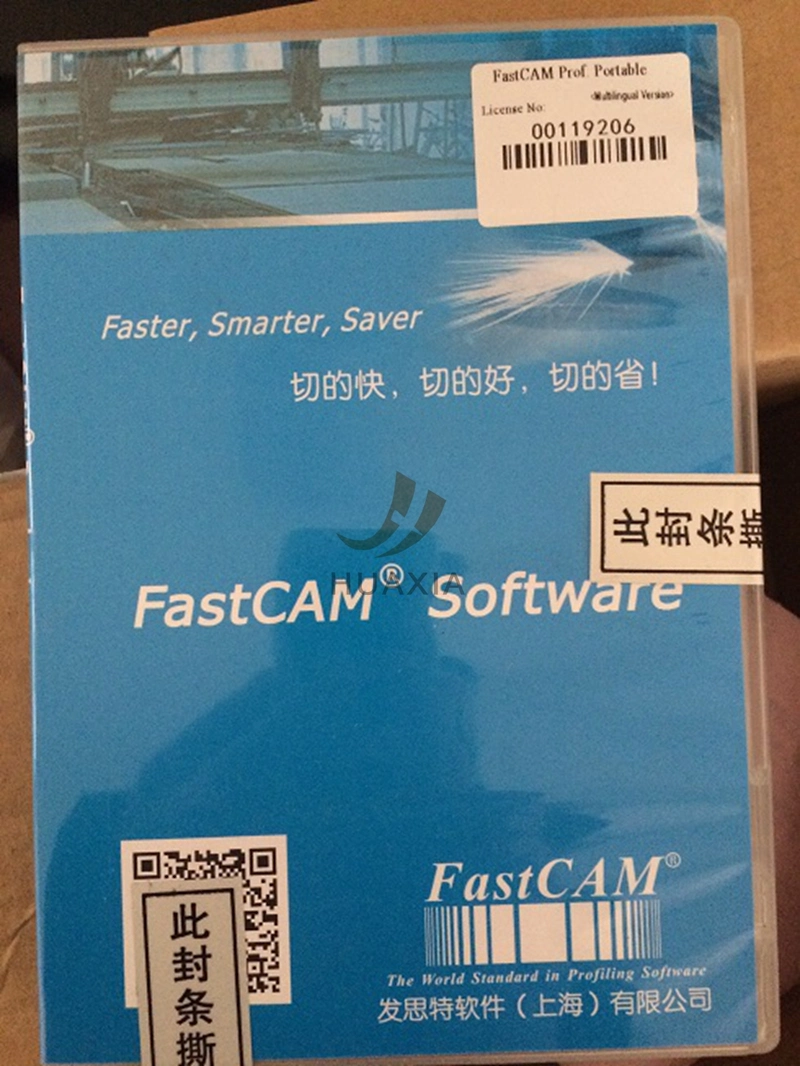 FastCAM Prof. Portable
<Multilingual Version>
License No:
00119206
Faster, Smarter, Saver
切的快，切的好，切的省！
此封条撕
HUAXIA
FastCAM® Software
此封条撕
FastCAM®
The World Standard in Profiling Software
发思特软件（上海）有限公司